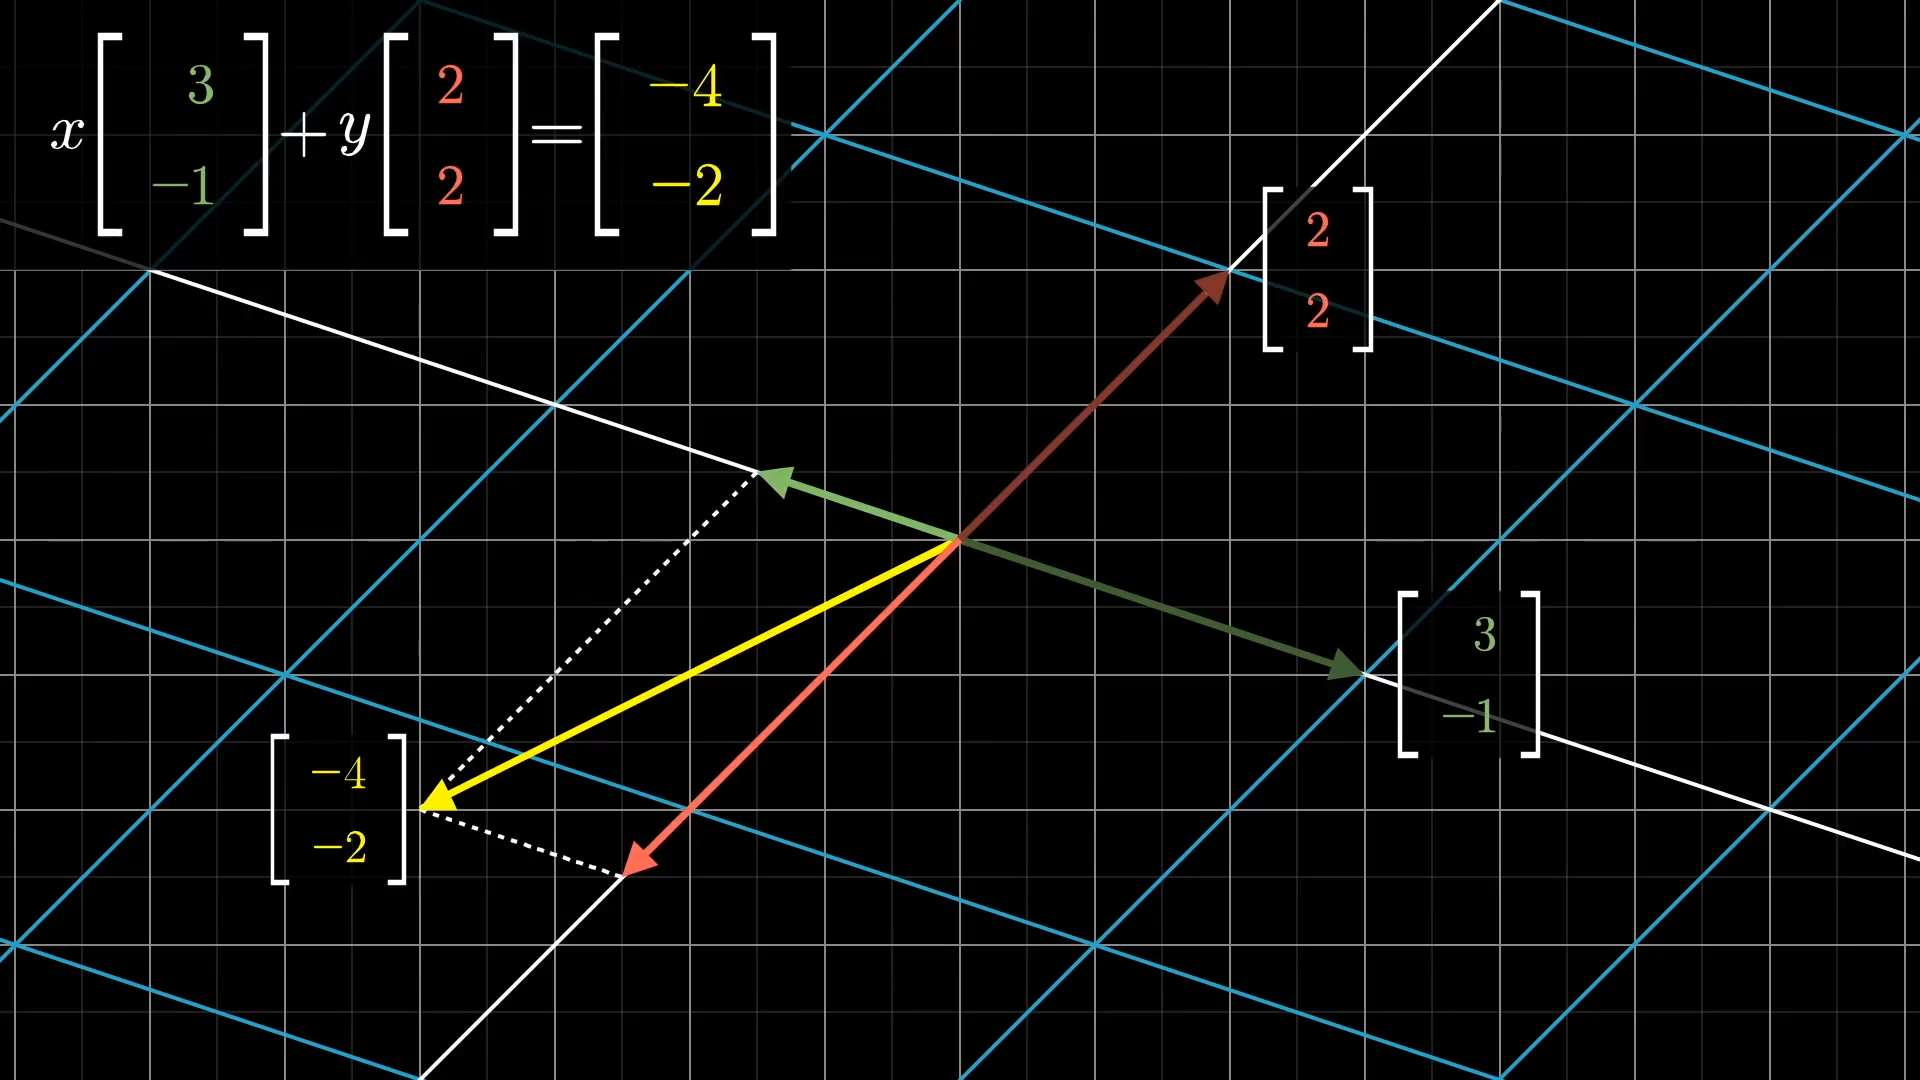 x [ 3 −1 ] + y [ 2 2 ] = [ −4 −2 ]
[ 2 2 ]
[ 3 −1 ]
[ −4 −2 ]